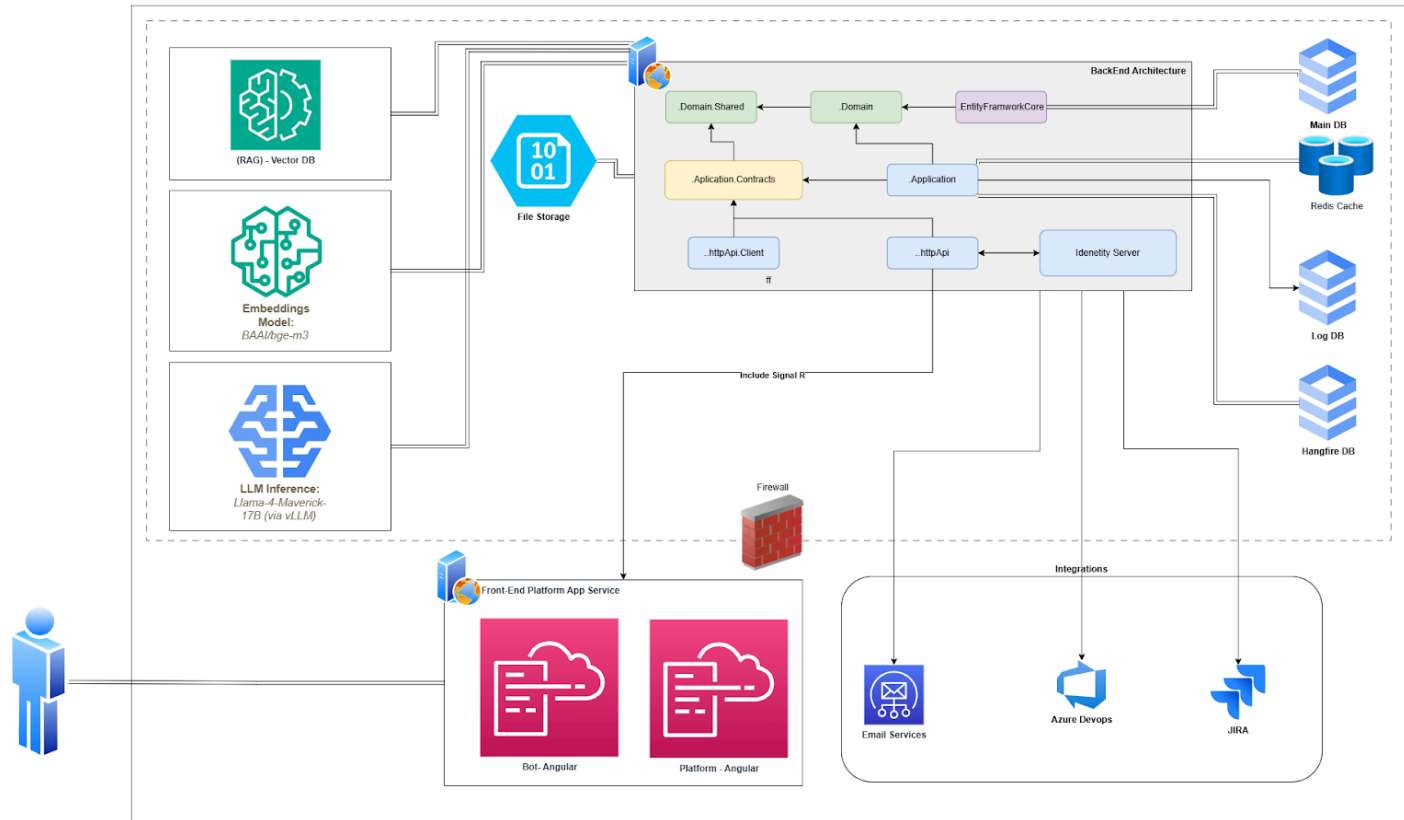 BackEnd Architecture
.Domain.Shared
.Domain
.EntityFramworkCore
Main DB
(RAG) - Vector DB
10
01
File Storage
.Aplication.Contracts
.Application
Redis Cache
..httpApi.Client
..httpApi
Idenetity Server
ff
Embeddings
Model:
BAAI/bge-m3
Log DB
Include Signal R
Hangfire DB
LLM Inference:
Llama-4-Maverick-
17B (via vLLM)
Firewall
Front-End Platform App Service
Integrations
Bot- Angular
Platform - Angular
Email Services
Azure Devops
JIRA